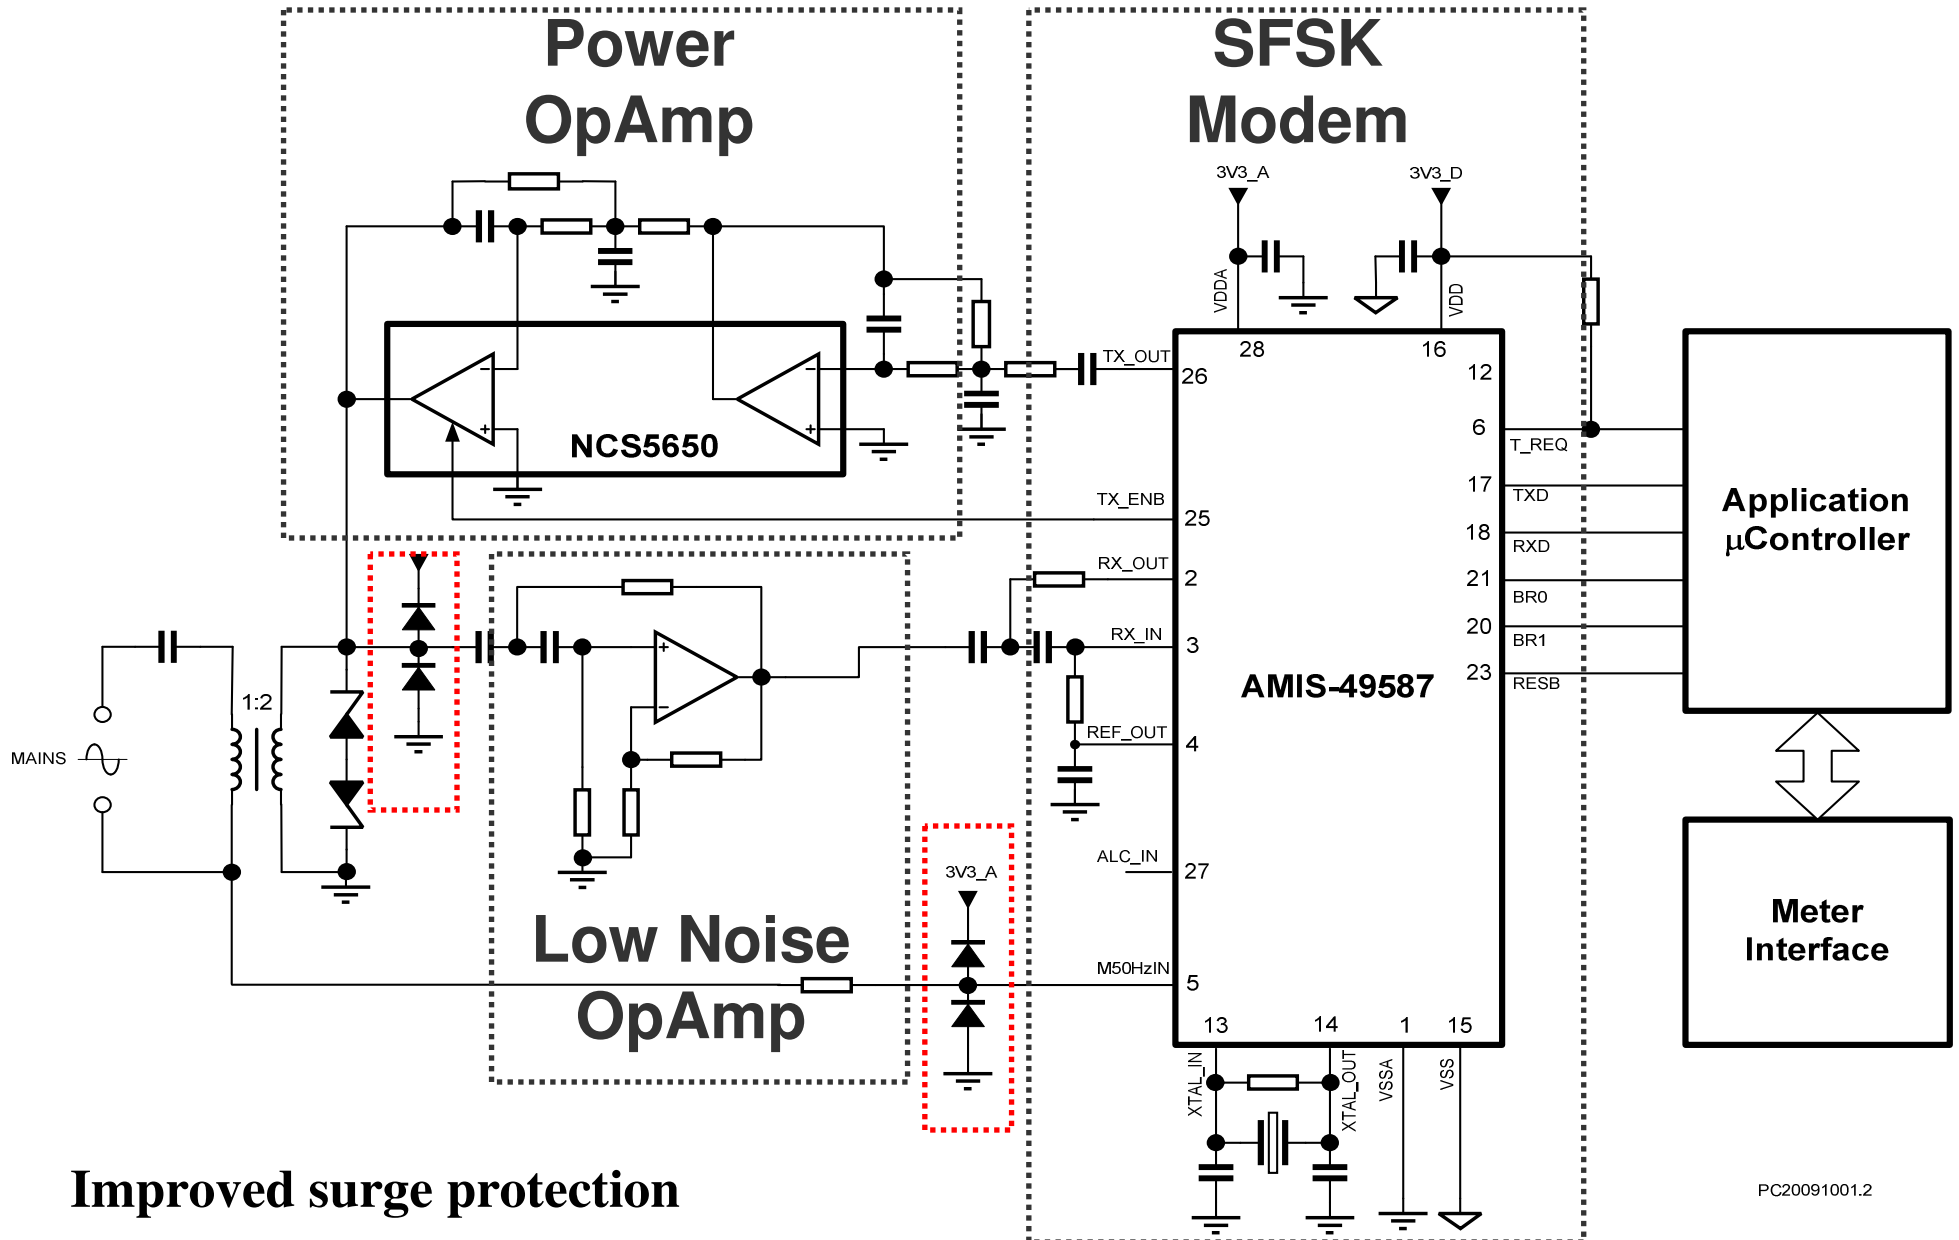 Power
OpAmp
SFSK
Modem
3V3_A
3V3_D
VDDA
VDD
28
16
TX_OUT
26
12
6
T_REQ
NCS5650
- +
- +
TX_ENB
25
17
TXD
18
RXD
RX_OUT
2
21
BR0
20
BR1
RX_IN
3
23
RESB
Application
μController
AMIS-49587
+ -
1:2
MAINS
REF_OUT
4
ALC_IN
27
3V3_A
Low Noise
OpAmp
M50HzIN
5
Meter
Interface
13
14
1
15
XTAL_IN
XTAL_OUT
VSSA
VSS
Improved surge protection
PC20091001.2